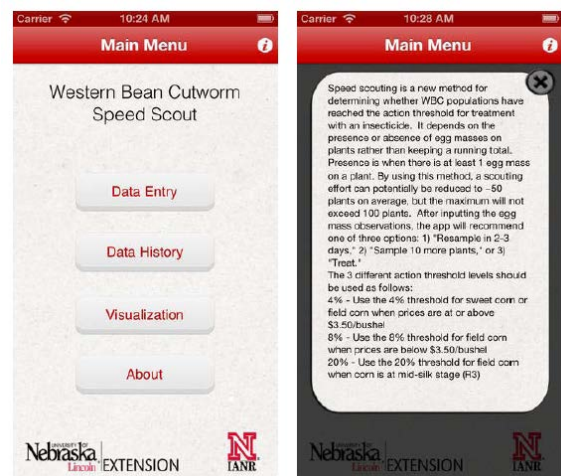 Carrier 10:24 AM
Main Menu
Western Bean Cutworm
Speed Scout
Data Entry
Data History
Visualization
About
UNIVERSITY OF
Nebraska
Lincoln
EXTENSION
N
IANR
Carrier 10:28 AM
Main Menu
Speed scouting is a new method for
determining whether WBC populations have
reached the action threshold for treatment
with an insecticide. It depends on the
presence or absence of egg masses on
plants rather than keeping a running total.
Presence is when there is at least 1 egg mass
on a plant. By using this method, a scouting
effort can potentially be reduced to ~50
plants on average, but the maximum will not
exceed 100 plants. After inputting the egg
mass observations, the app will recommend
one of three options: 1) "Resample in 2-3
days," 2) "Sample 10 more plants," or 3)
"Treat."
The 3 different action threshold levels should
be used as follows:
4% - Use the 4% threshold for sweet corn or
field corn when prices are at or above
$3.50/bushel
8% - Use the 8% threshold for field corn
when prices are below $3.50/bushel
20% - Use the 20% threshold for field corn
when corn is at mid-silk stage (R3)
Nebraska
Lincoln
EXTENSION
IANR